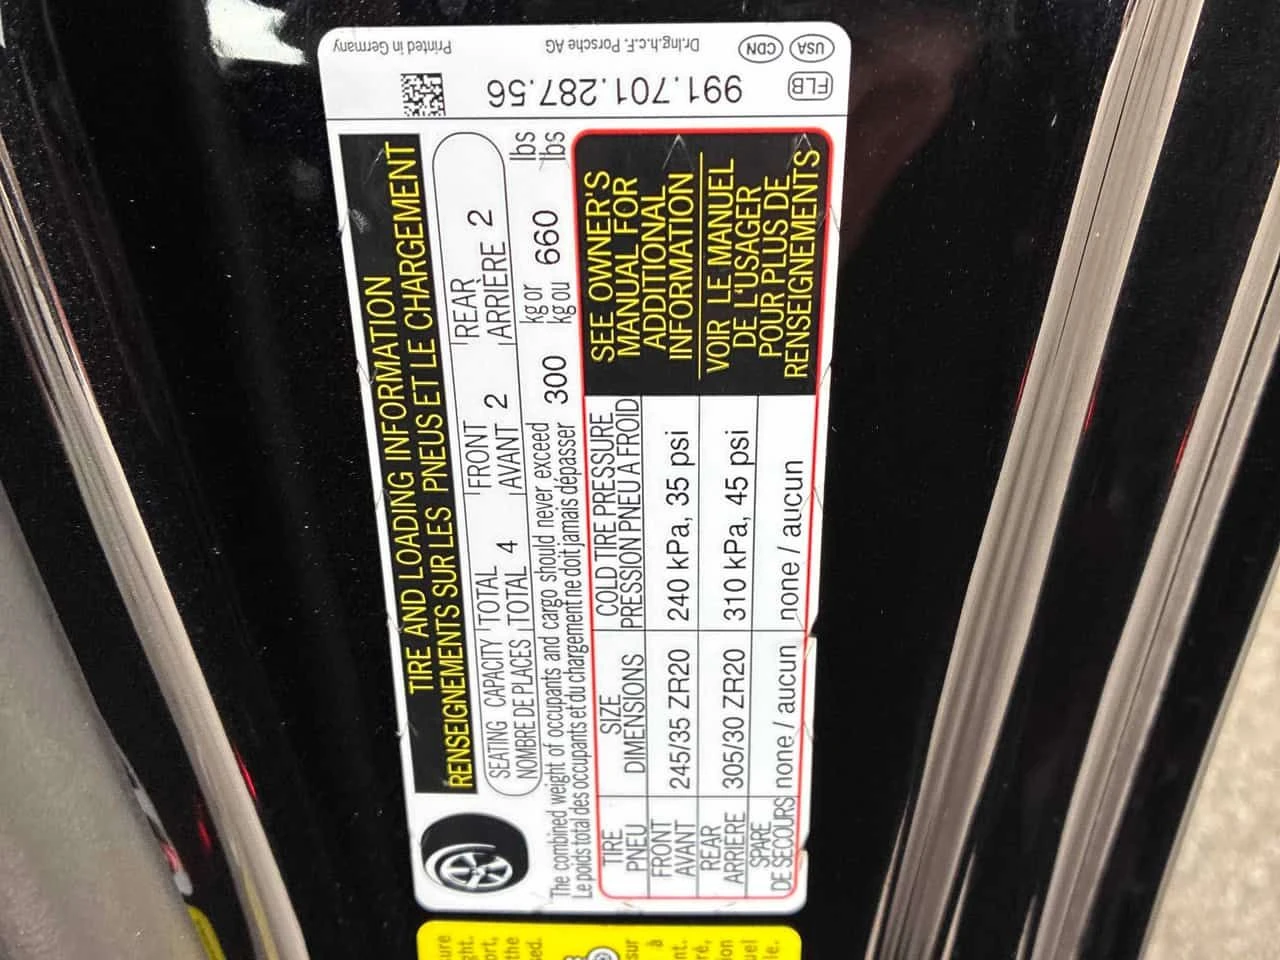 TIRE AND LOADING INFORMATION
RENSEIGNEMENTS SUR LES PNEUS ET LE CHARGEMENT
SEATING CAPACITY TOTAL 4 FRONT 2 REAR 2
NOMBRE DE PLACES TOTAL AVANT ARRIÈRE
The combined weight of occupants and cargo should never exceed 300 kg or 660 lbs
Le poids total des occupants et du chargement ne doit jamais dépasser kg ou lbs
TIRE SIZE COLD TIRE PRESSURE
PNEU DIMENSIONS PRESSION PNEU A FROID
FRONT
AVANT 245/35 ZR20 240 kPa, 35 psi
REAR
ARRIÈRE 305/30 ZR20 310 kPa, 45 psi
SPARE
DE SECOURS none / aucun none / aucun
SEE OWNER'S
MANUAL FOR
ADDITIONAL
INFORMATION
VOIR LE MANUEL
DE L'USAGER
POUR PLUS DE
RENSEIGNEMENTS
FLB 991.701.287.56
USA CDN Dr.Ing.h.c.F. Porsche AG Printed in Germany
ght.
the
sur
à